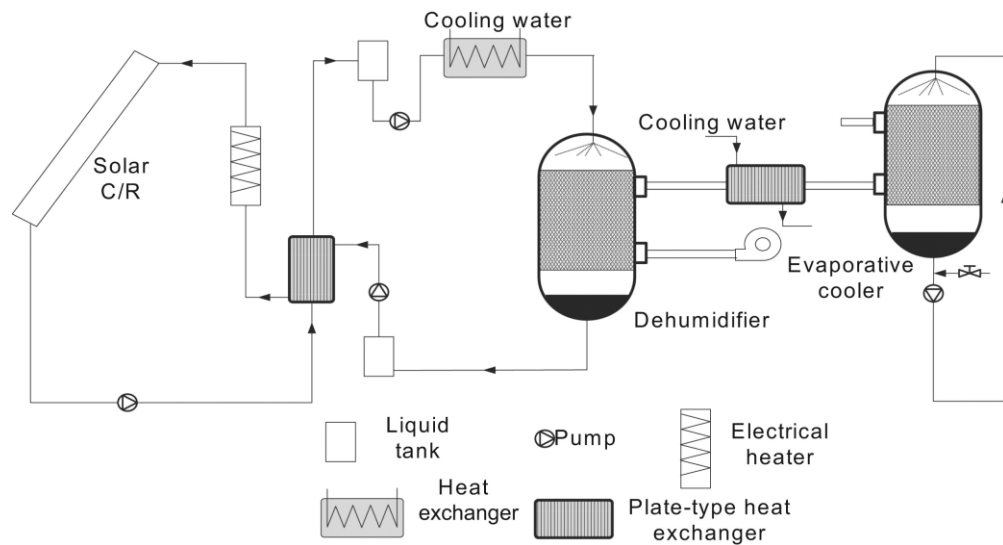 Cooling water
Solar
C/R
Cooling water
Evaporative
cooler
Dehumidifier
Liquid
tank
Pump
Electrical
heater
Heat
exchanger
Plate-type heat
exchanger